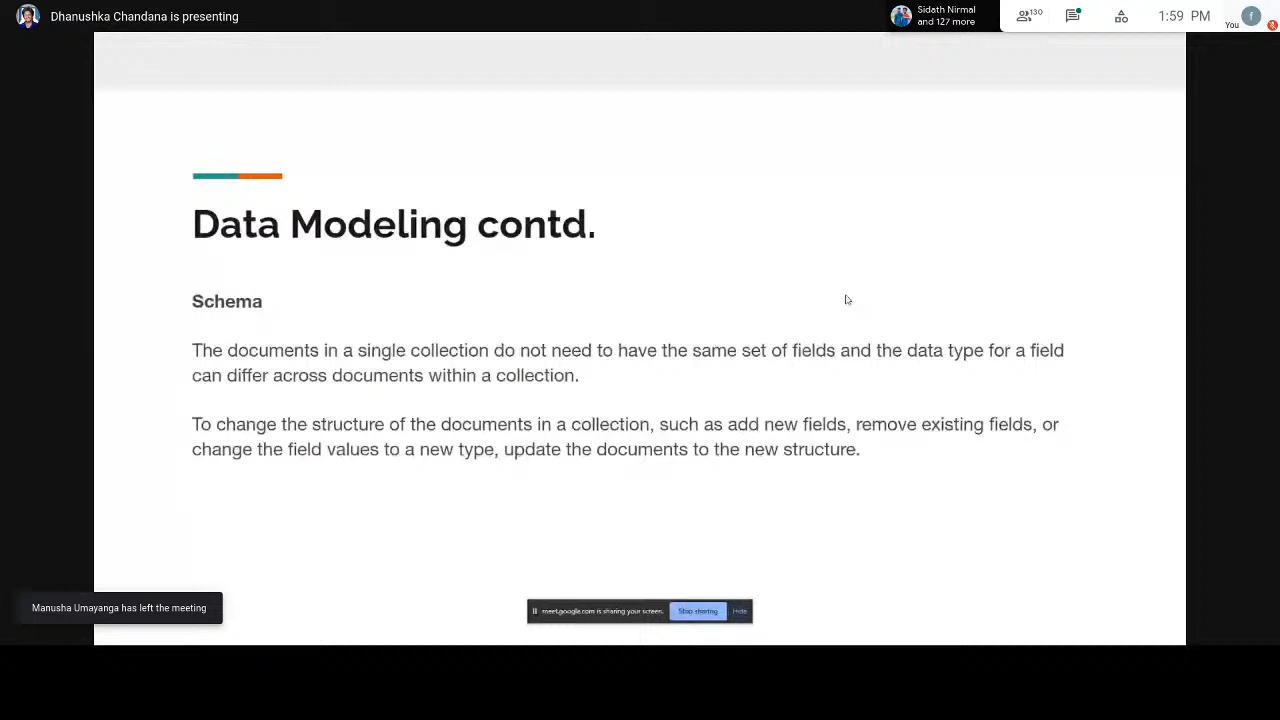 Dhanushka Chandana is presenting
Sidath Nirmal
and 127 more
130
1:59 PM
You
f
Data Modeling contd.
Schema
The documents in a single collection do not need to have the same set of fields and the data type for a field
can differ across documents within a collection.
To change the structure of the documents in a collection, such as add new fields, remove existing fields, or
change the field values to a new type, update the documents to the new structure.
Manusha Umayanga has left the meeting
meet.google.com is sharing your screen.
Stop sharing
Hide